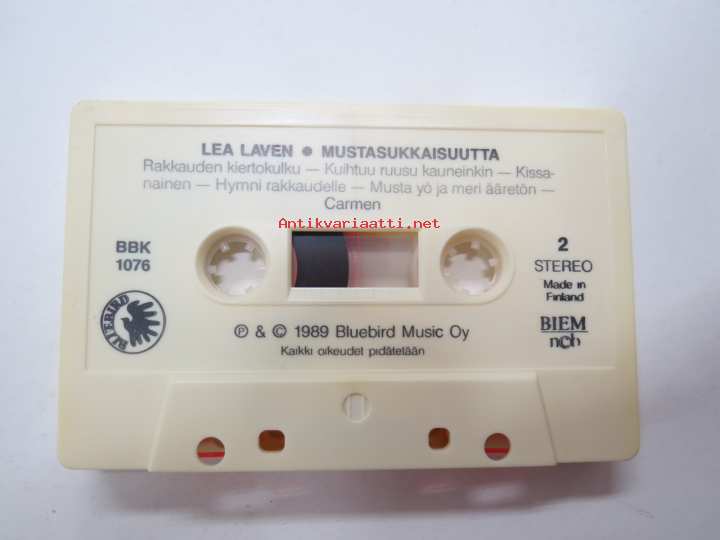 LEA LAVEN ● MUSTASUKKAISUUTTA
Rakkauden kiertokulku — Kuihtuu ruusu kauneinkin — Kissa-
nainen — Hymni rakkaudelle — Musta yö ja meri ääretön —
Carmen
Antikvariaatti.net
BBK
1076
2
STEREO
Made in
Finland
BLUEBIRD
BIEM
ncb
℗ & © 1989 Bluebird Music Oy
Kaikki oikeudet pidätetään